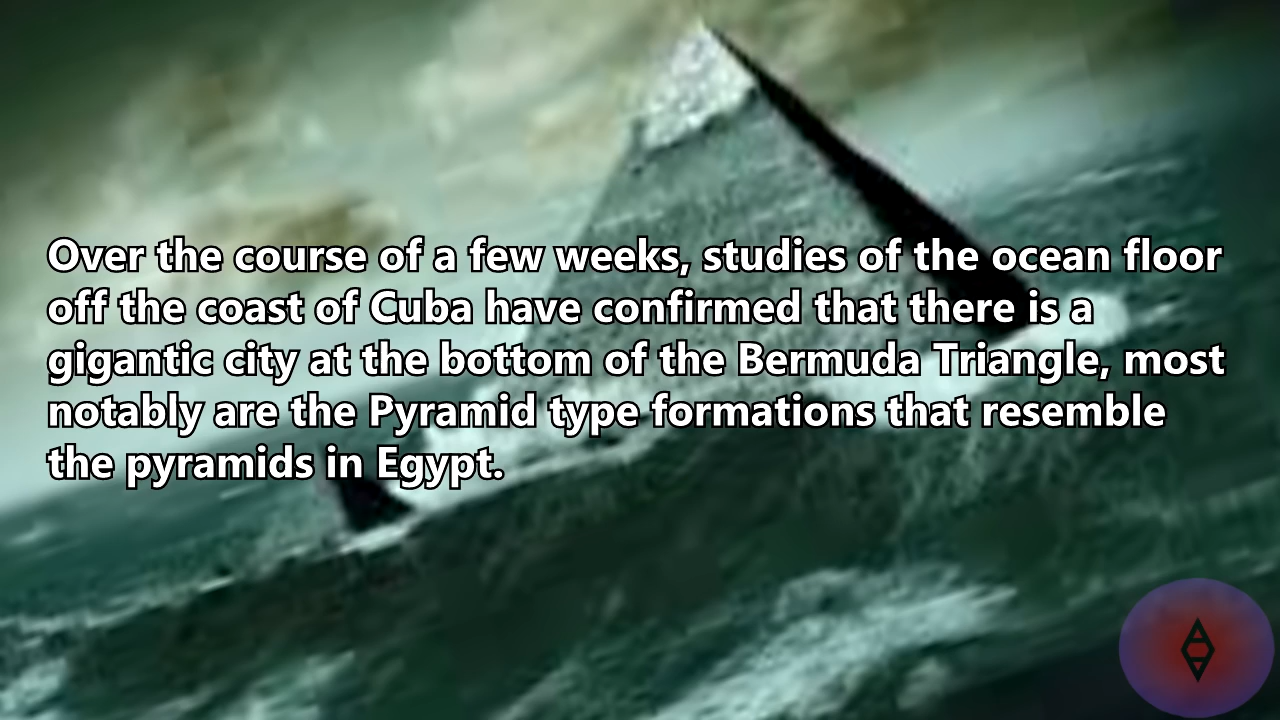 Over the course of a few weeks, studies of the ocean floor
off the coast of Cuba have confirmed that there is a
gigantic city at the bottom of the Bermuda Triangle, most
notably are the Pyramid type formations that resemble
the pyramids in Egypt.